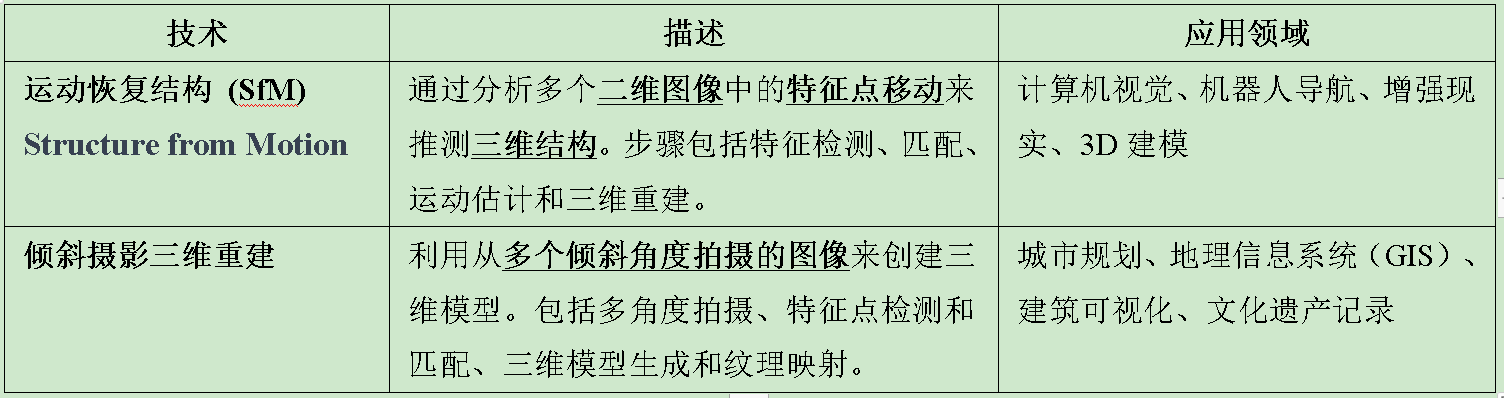 技术
描述
应用领域
运动恢复结构 (SfM)
Structure from Motion
通过分析多个二维图像中的特征点移动来
推测三维结构。步骤包括特征检测、匹配、
运动估计和三维重建。
计算机视觉、机器人导航、增强现
实、3D 建模
倾斜摄影三维重建
利用从多个倾斜角度拍摄的图像来创建三
维模型。包括多角度拍摄、特征点检测和
匹配、三维模型生成和纹理映射。
城市规划、地理信息系统（GIS）、
建筑可视化、文化遗产记录